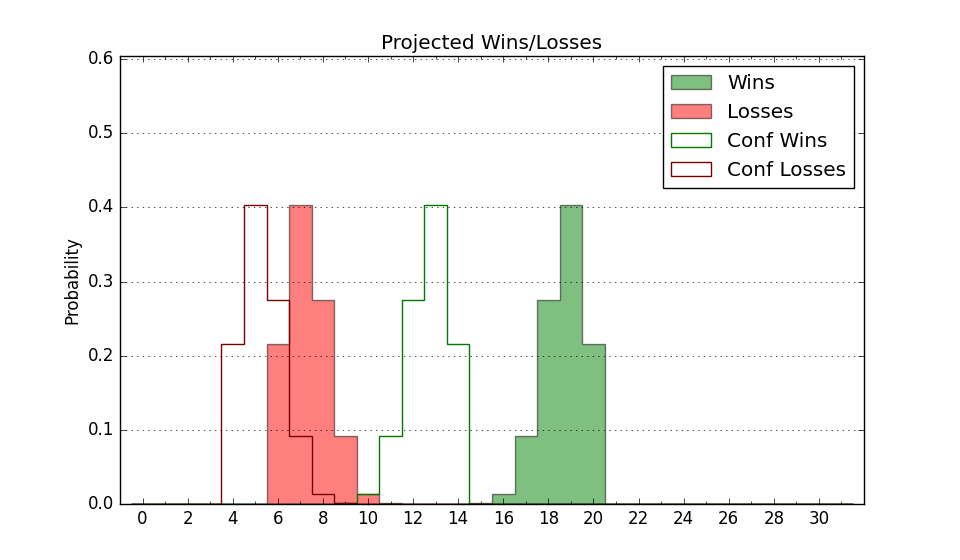 Projected Wins/Losses
0.6
0.5
0.4
0.3
0.2
0.1
0.0
Probability
Wins
Losses
Conf Wins
Conf Losses
0 2 4 6 8 10 12 14 16 18 20 22 24 26 28 30